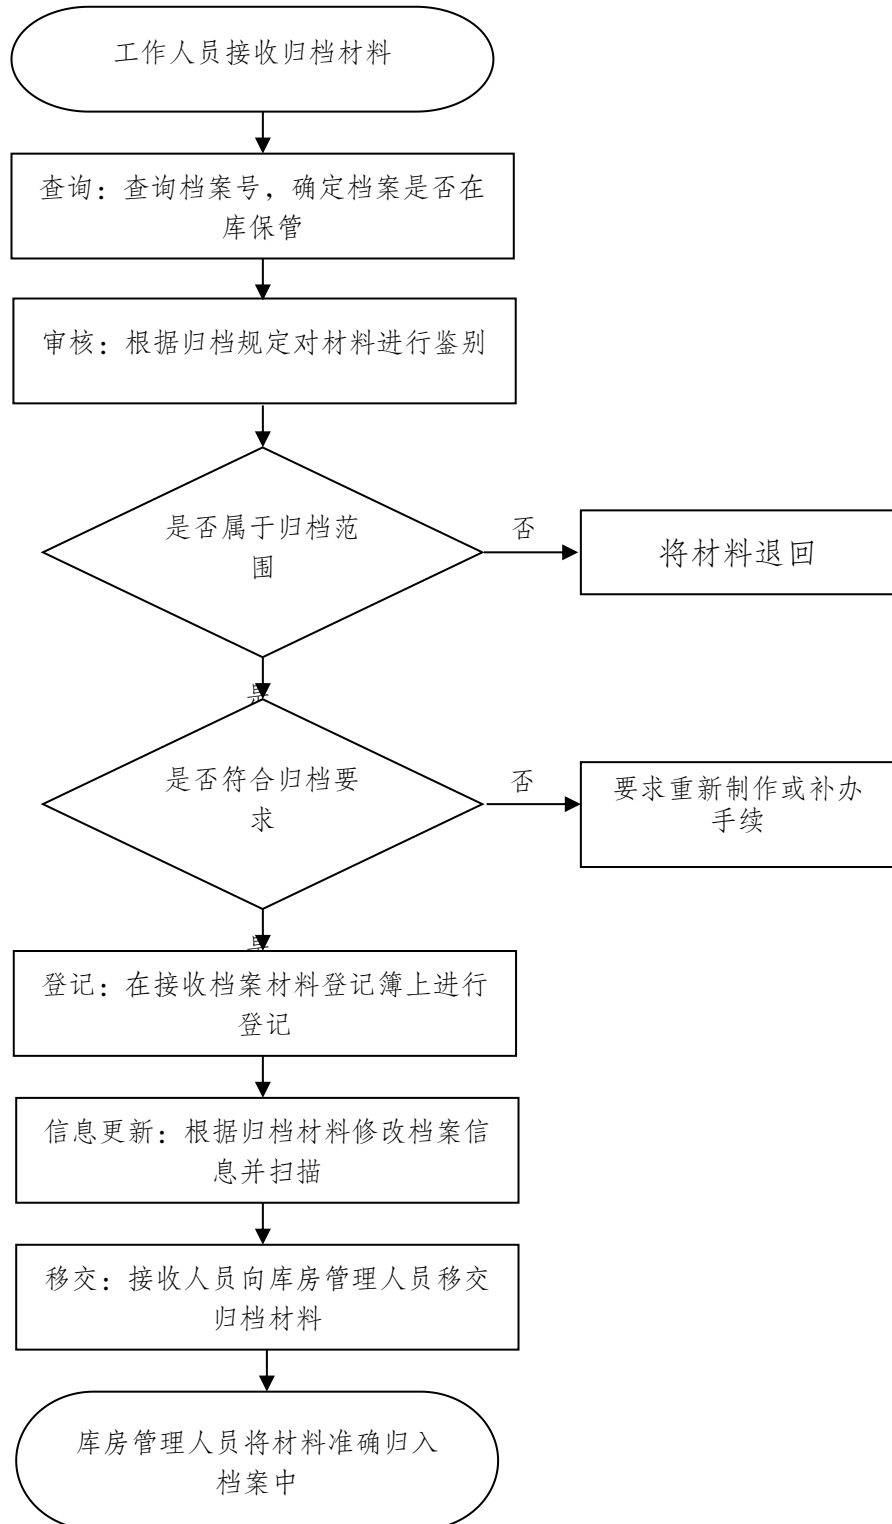 工作人员接收归档材料
查询：查询档案号，确定档案是否在
库保管
审核：根据归档规定对材料进行鉴别
是否属于归档范
围
否
将材料退回
是
是否符合归档要
求
否
要求重新制作或补办
手续
是
登记：在接收档案材料登记簿上进行
登记
信息更新：根据归档材料修改档案信
息并扫描
移交：接收人员向库房管理人员移交
归档材料
库房管理人员将材料准确归入
档案中